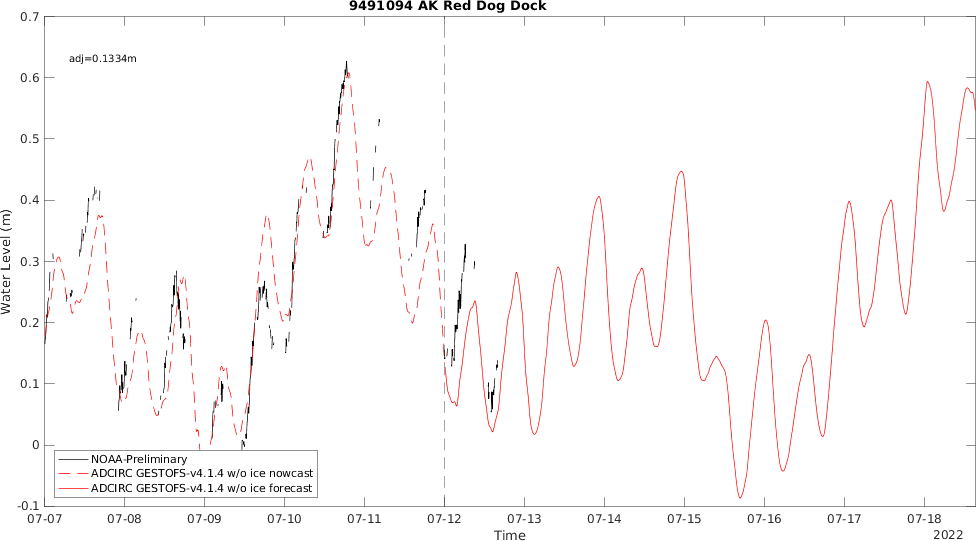 9491094 AK Red Dog Dock
adj=0.1334m
Water Level (m)
0.7
0.6
0.5
0.4
0.3
0.2
0.1
0
-0.1
NOAA-Preliminary
ADCIRC GESTOFS-v4.1.4 w/o ice nowcast
ADCIRC GESTOFS-v4.1.4 w/o ice forecast
07-07 07-08 07-09 07-10 07-11 07-12 07-13 07-14 07-15 07-16 07-17 07-18
Time
2022